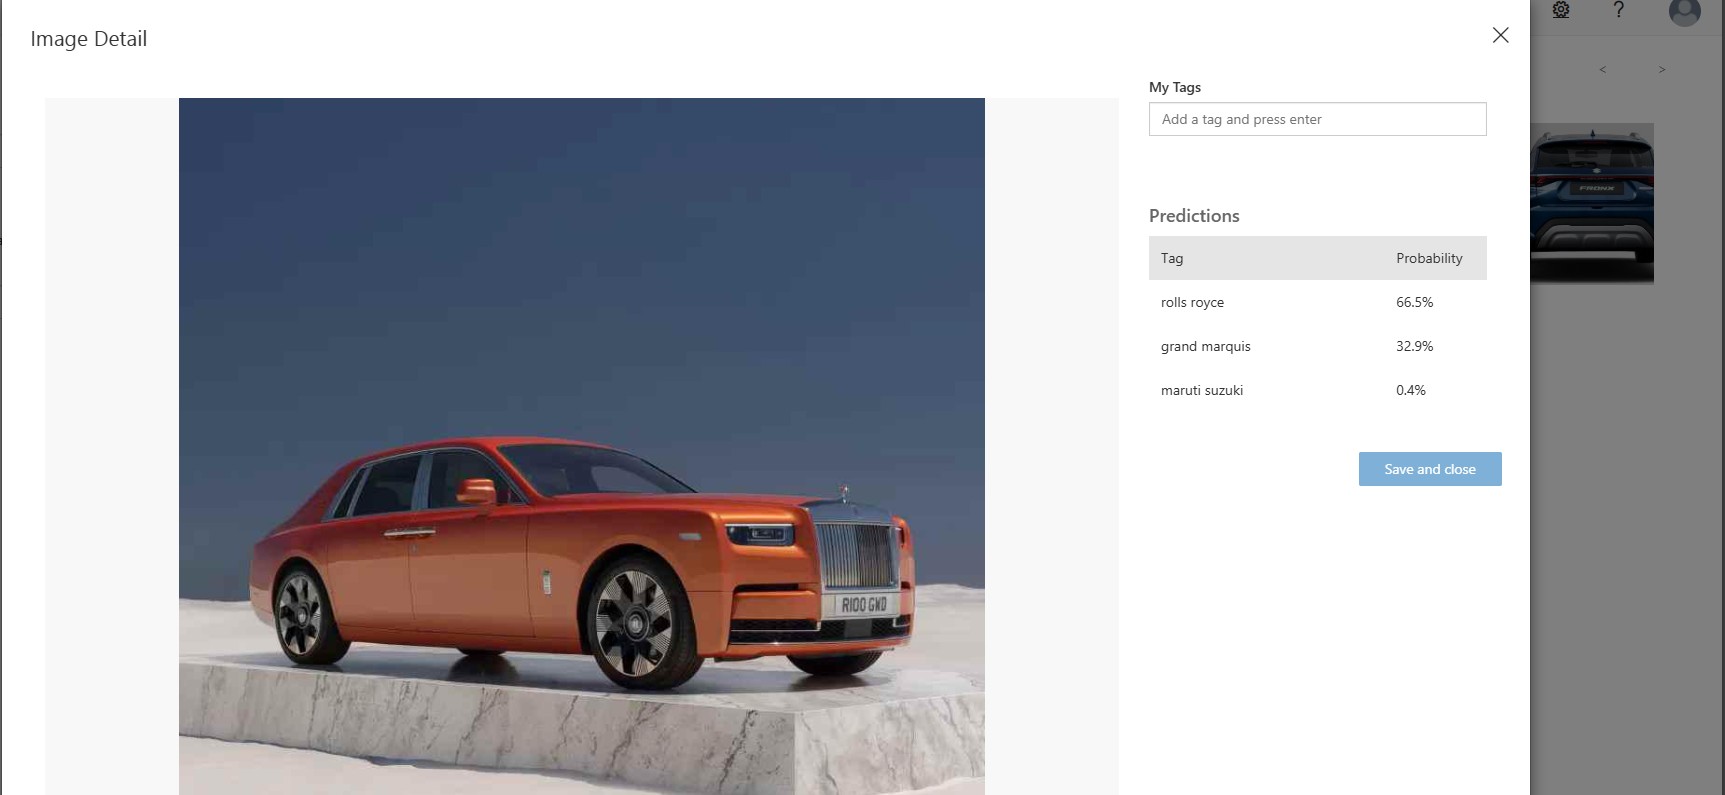 Image Detail
My Tags
Add a tag and press enter
Predictions
Tag Probability
rolls royce 66.5%
grand marquis 32.9%
maruti suzuki 0.4%
Save and close
R100 GWD
FRONX